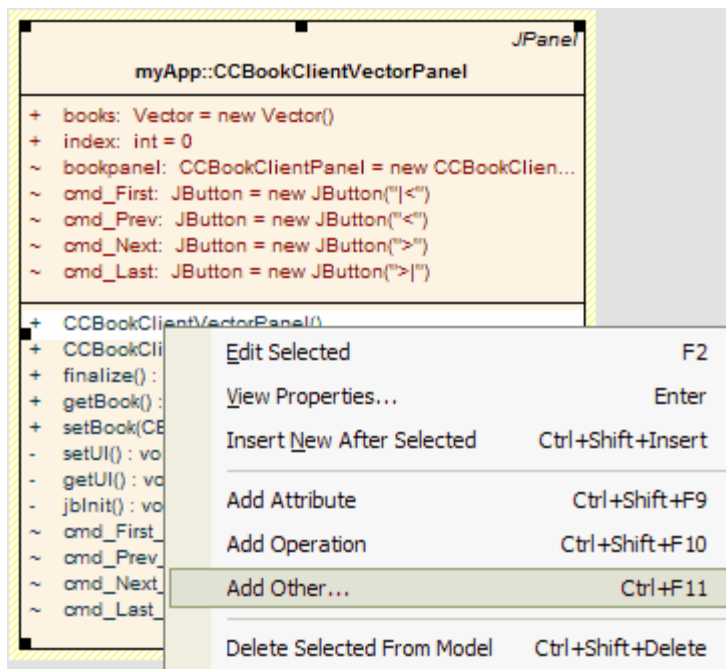 JPanel
myApp::CCBookClientVectorPanel
+ books: Vector = new Vector()
+ index: int = 0
~ bookpanel: CCBookClientPanel = new CCBookClien...
~ cmd_First: JButton = new JButton("|<")
~ cmd_Prev: JButton = new JButton("<")
~ cmd_Next: JButton = new JButton(">")
~ cmd_Last: JButton = new JButton(">|")
+ CCBookClientVectorPanel()
+ CCBookCli
+ finalize() :
+ getBook() :
+ setBook(CB
- setUI() : vo
- getUI() : vo
- jbInit() : vo
~ cmd_First_
~ cmd_Prev_
~ cmd_Next_
~ cmd_Last_
Edit Selected F2
View Properties... Enter
Insert New After Selected Ctrl+Shift+Insert
Add Attribute Ctrl+Shift+F9
Add Operation Ctrl+Shift+F10
Add Other... Ctrl+F11
Delete Selected From Model Ctrl+Shift+Delete